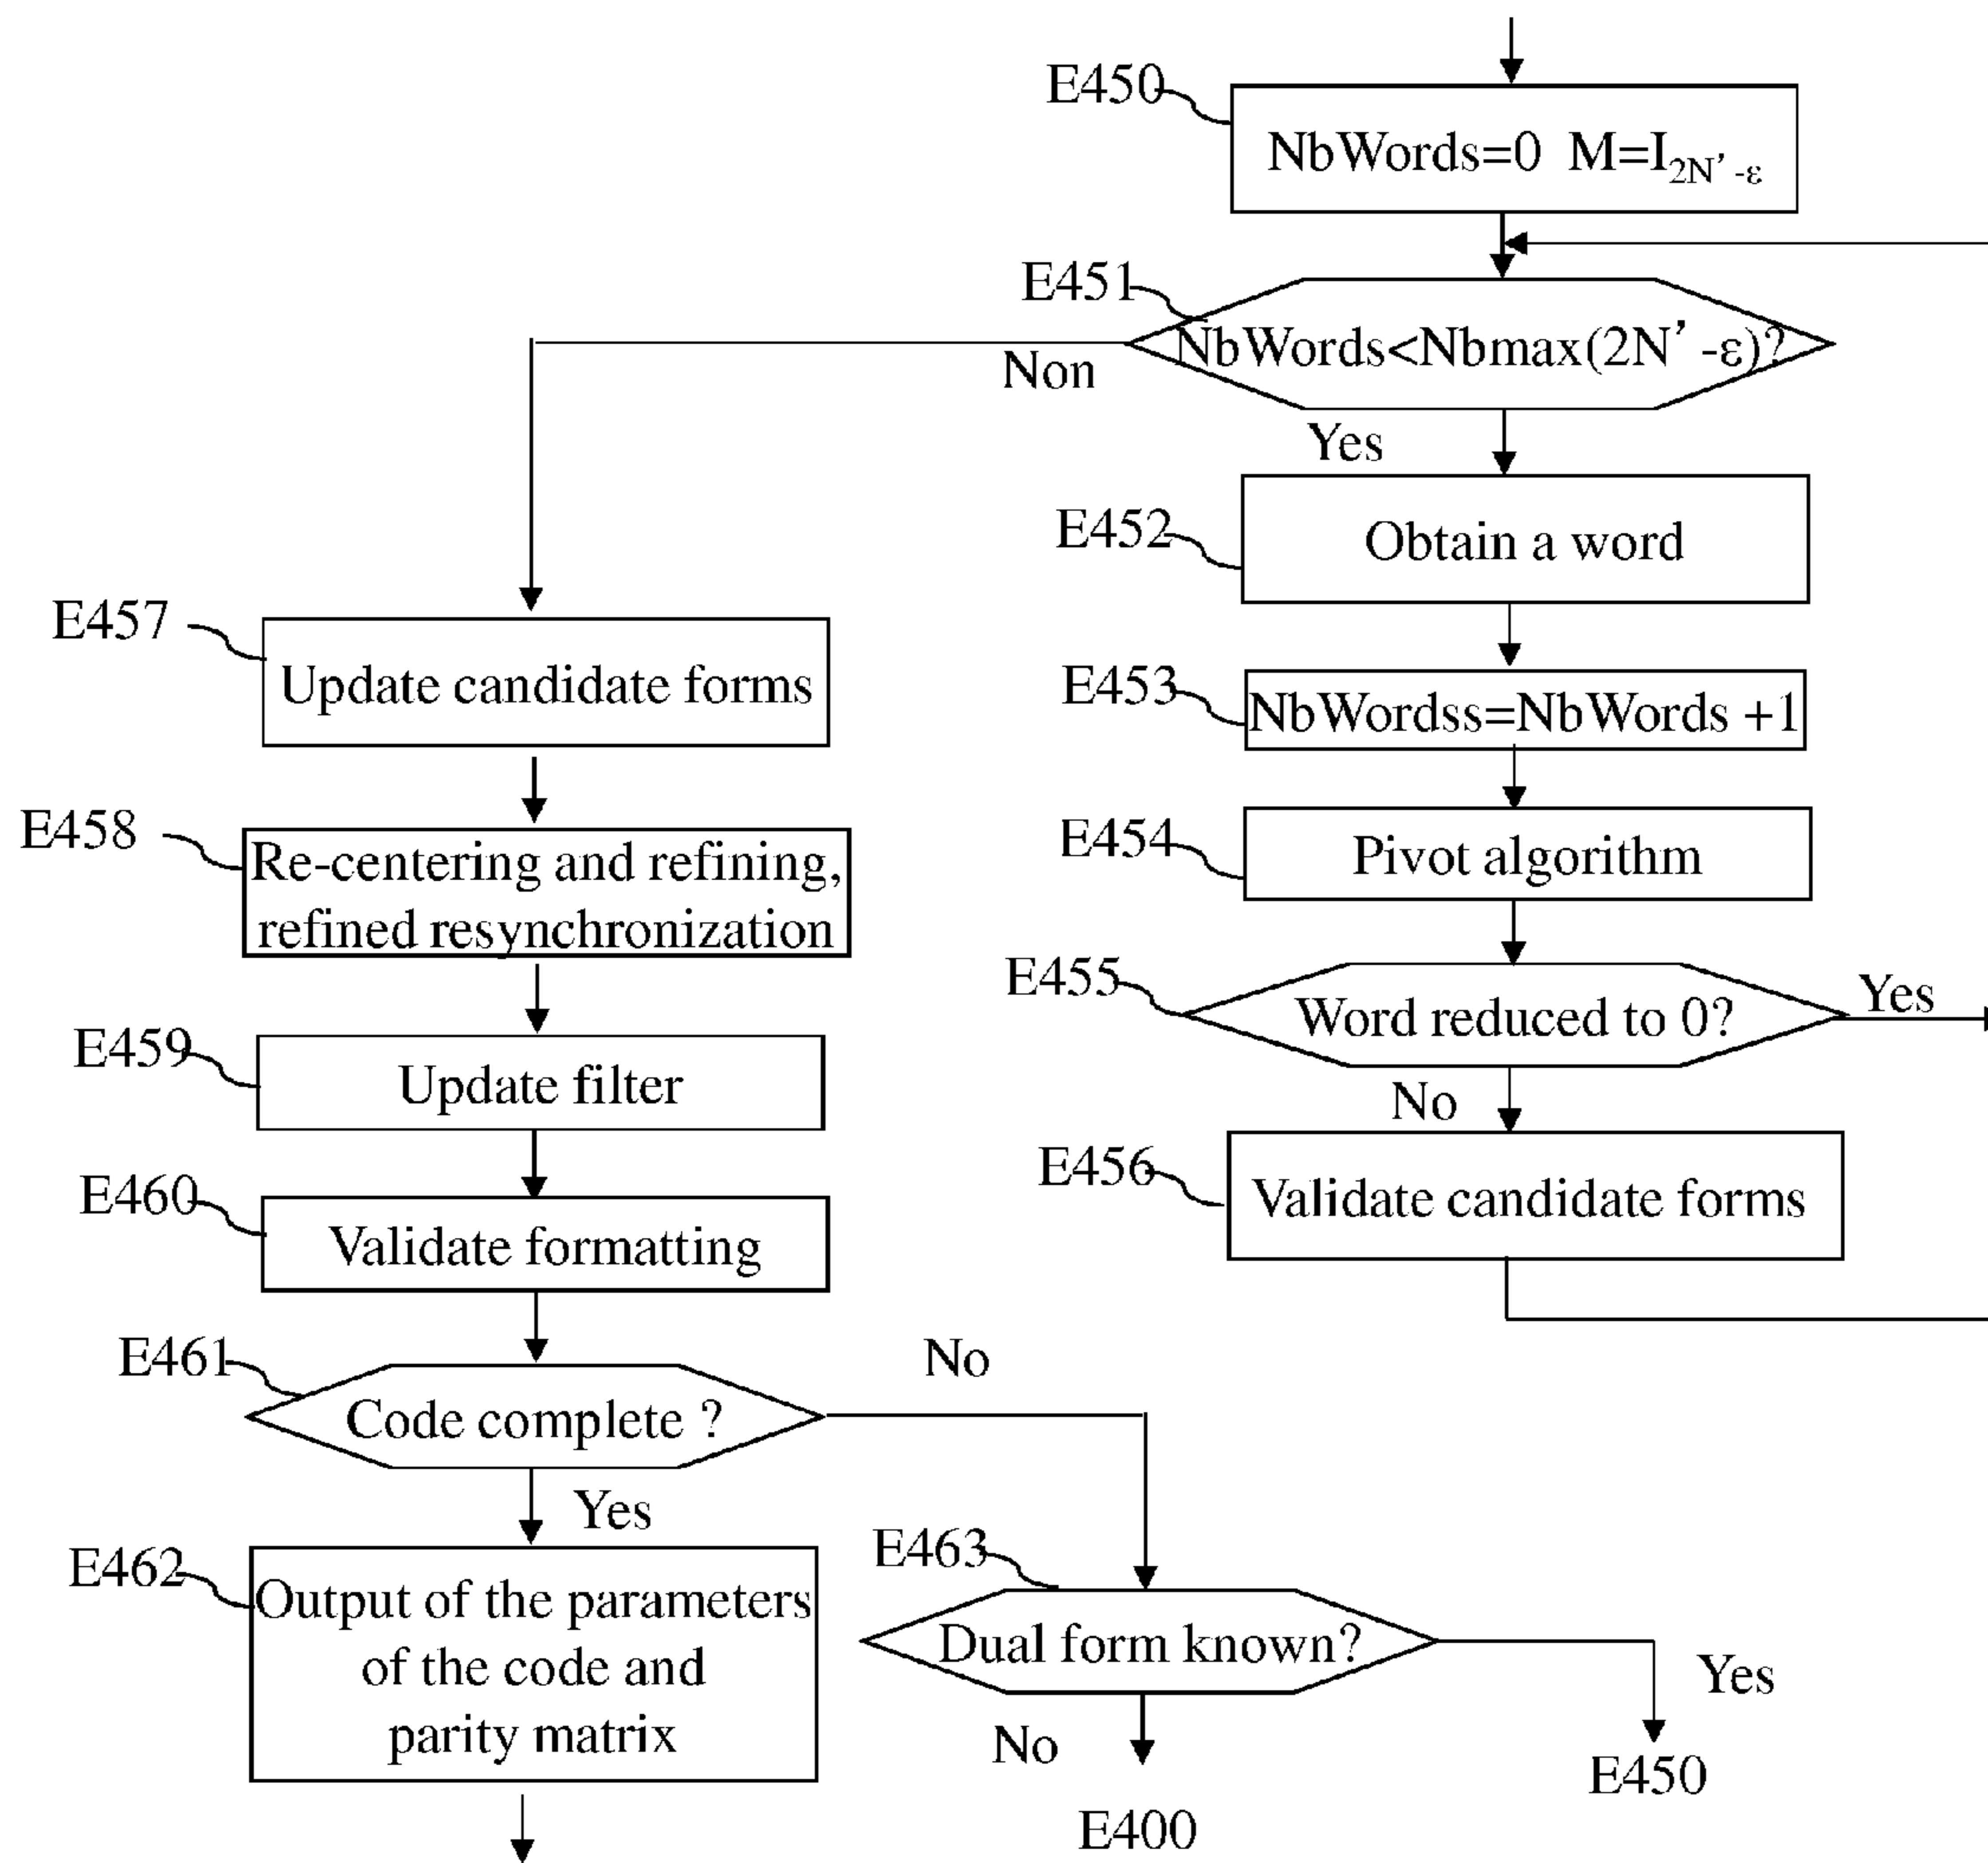 E450
NbWords=0 M=I2N'-ε
E451
NbWords<Nbmax(2N'-ε)?
Non
Yes
E452
Obtain a word
E453
NbWordss=NbWords +1
E454
Pivot algorithm
E455
Word reduced to 0?
Yes
No
E456
Validate candidate forms
E457
Update candidate forms
E458
Re-centering and refining,
refined resynchronization
E459
Update filter
E460
Validate formatting
E461
Code complete ?
No
Yes
E462
Output of the parameters
of the code and
parity matrix
E463
Dual form known?
Yes
No
E450
E400